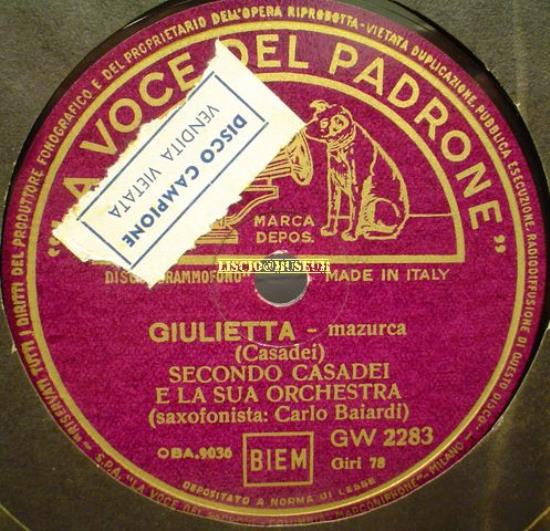 "RISERVATI TUTTI I DIRITTI DEL PRODUTTORE FONOGRAFICO E DEL PROPRIETARIO DELL'OPERA RIPRODOTTA - VIETATA DUPLICAZIONE, PUBBLICA ESECUZIONE, RADIODIFFUSIONE DI QUESTO DISCO"
LA VOCE DEL PADRONE"
DISCO CAMPIONE
VENDITA VIETATA
MARCA
DEPOS.
LISCIO@MUSEUM
MADE IN ITALY
GIULIETTA - mazurca
(Casadei)
SECONDO CASADEI
E LA SUA ORCHESTRA
(saxofonista: Carlo Baiardi)
OBA.9036
BIEM
GW 2283
Giri 78
DEPOSITATO A NORMA DI LEGGE
S.P.A. "LA VOCE DEL PADRONE MILANO